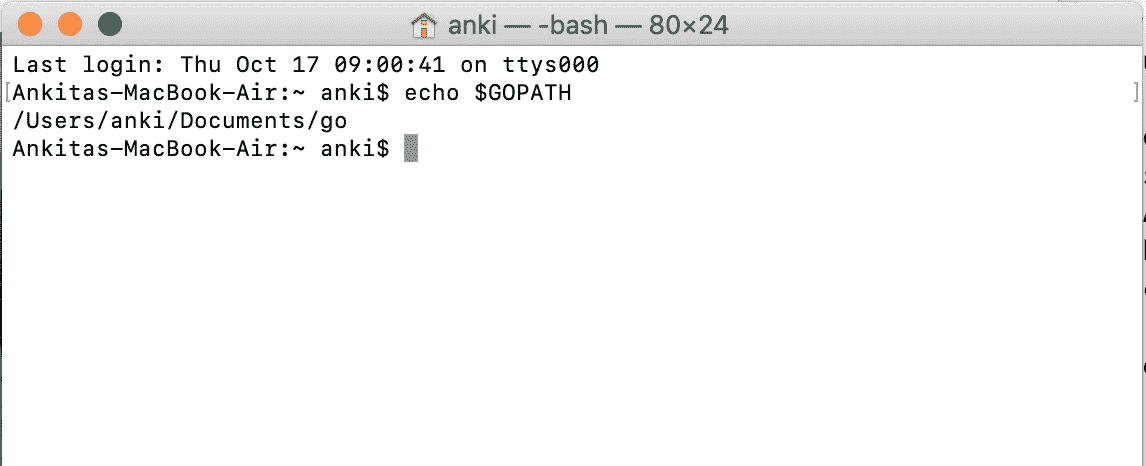 anki — -bash — 80×24
Last login: Thu Oct 17 09:00:41 on ttys000
[Ankitas-MacBook-Air:~ anki$ echo $GOPATH ]
/Users/anki/Documents/go
Ankitas-MacBook-Air:~ anki$